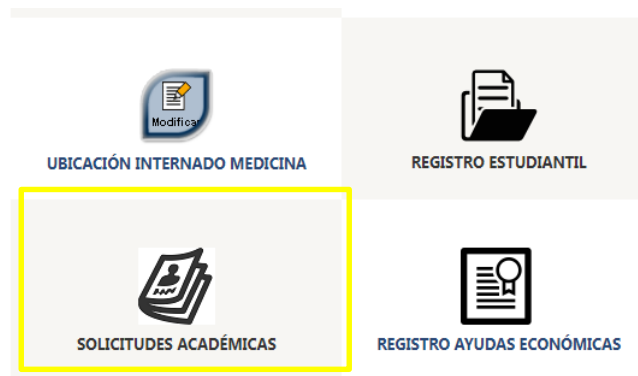 Modificar
UBICACIÓN INTERNADO MEDICINA
REGISTRO ESTUDIANTIL
SOLICITUDES ACADÉMICAS
REGISTRO AYUDAS ECONÓMICAS